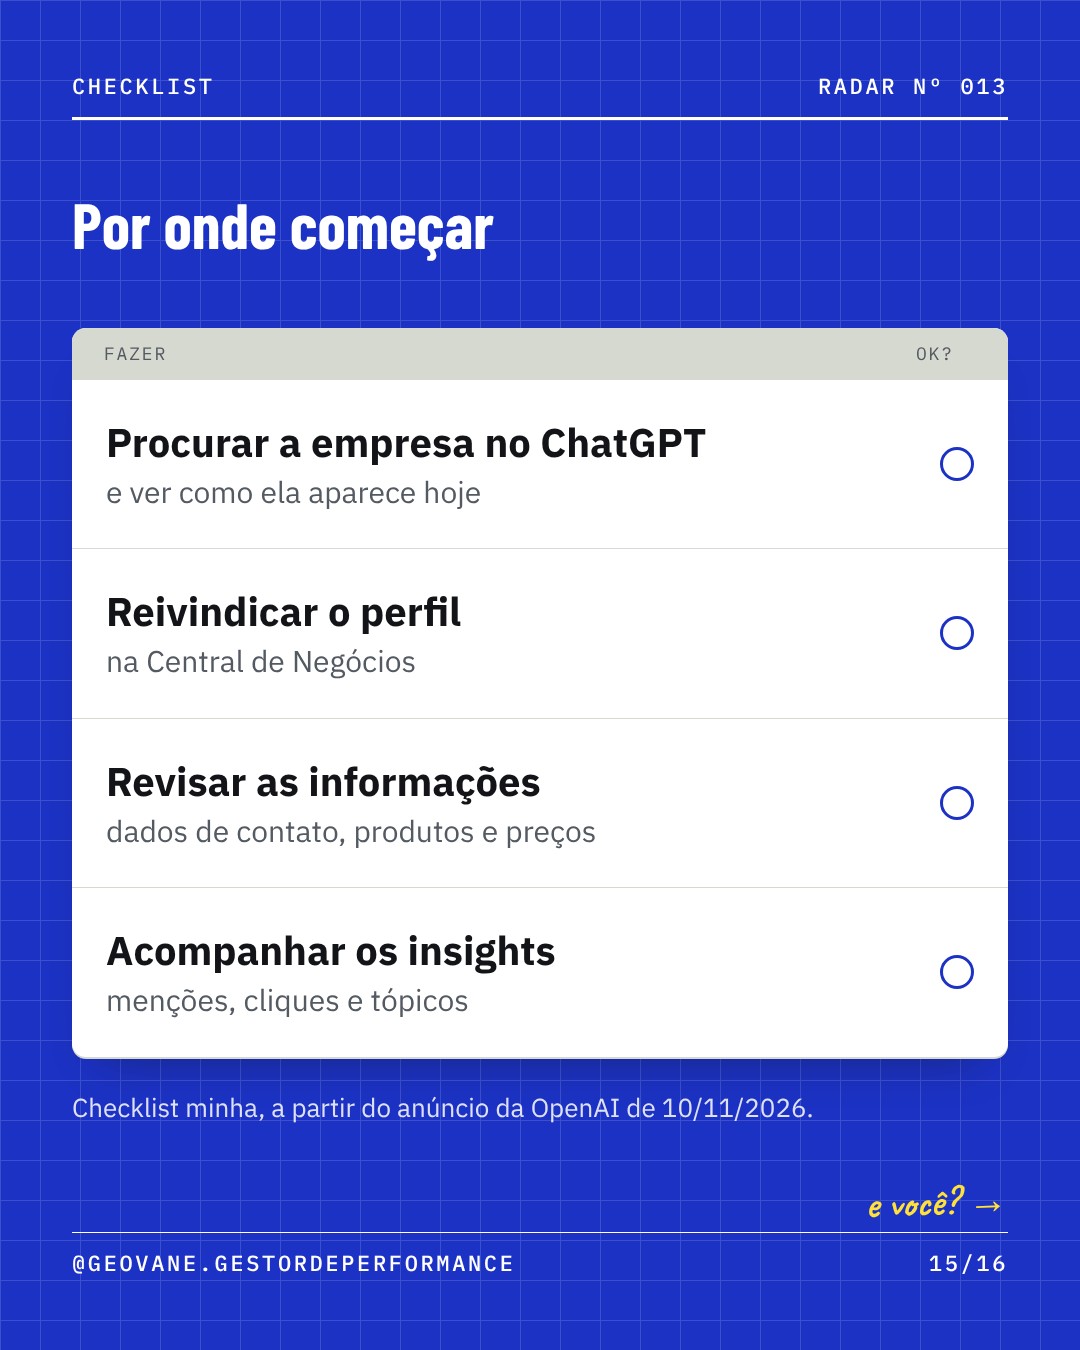 CHECKLIST
RADAR Nº 013
Por onde começar
FAZER
OK?
Procurar a empresa no ChatGPT
e ver como ela aparece hoje
Reivindicar o perfil
na Central de Negócios
Revisar as informações
dados de contato, produtos e preços
Acompanhar os insights
menções, cliques e tópicos
Checklist minha, a partir do anúncio da OpenAI de 10/11/2026.
e você? →
@GEOVANE.GESTORDEPERFORMANCE
15/16